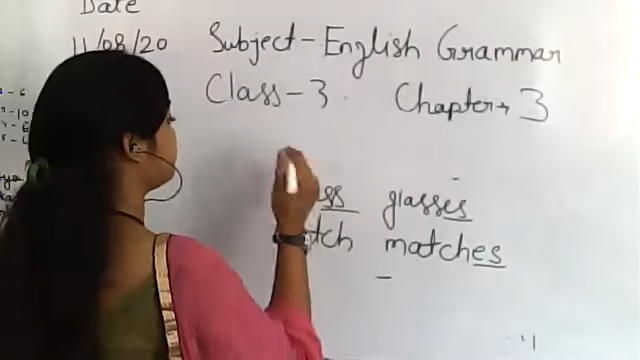 Date
11/08/20 Subject-English Grammar
Class-3 Chapter→ 3
glasses
matches